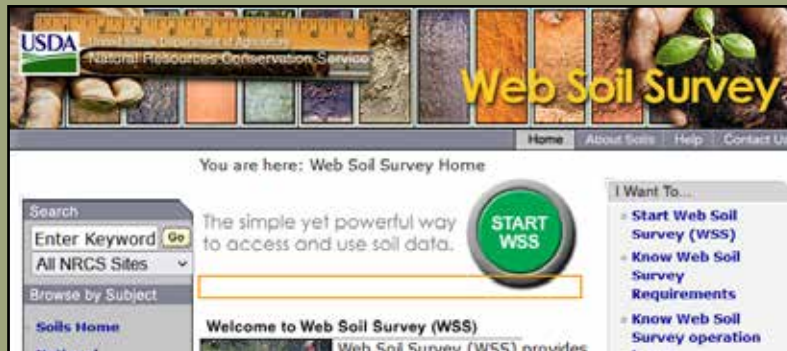 USDA
United States Department of Agriculture
Natural Resources Conservation Service
Web Soil Survey
Home
About Soils
Help
Contact Us
You are here: Web Soil Survey Home
Search
Enter Keyword
Go
All NRCS Sites
Browse by Subject
Soils Home
The simple yet powerful way
to access and use soil data.
START
WSS
Welcome to Web Soil Survey (WSS)
Web Soil Survey (WSS) provides
I Want To...
Start Web Soil
Survey (WSS)
Know Web Soil
Survey
Requirements
Know Web Soil
Survey operation